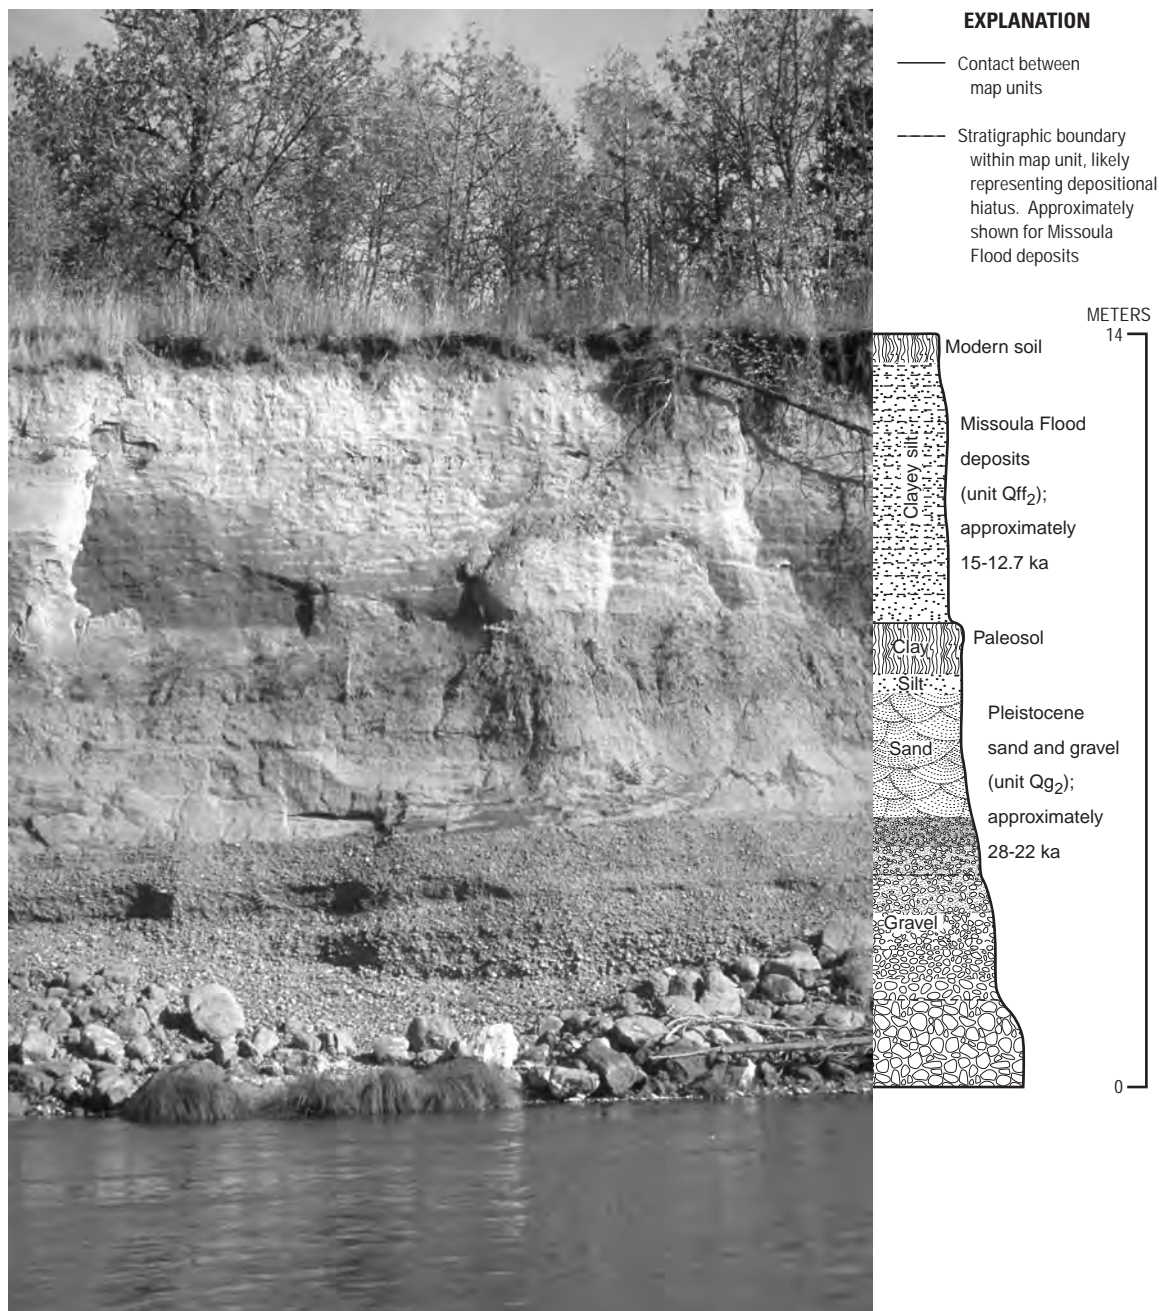 EXPLANATION
Contact between
map units
Stratigraphic boundary
within map unit, likely
representing depositional
hiatus. Approximately
shown for Missoula
Flood deposits
METERS
14
Modern soil
Clayey silt
Missoula Flood
deposits
(unit Qff2);
approximately
15-12.7 ka
Paleosol
Clay
Silt
Pleistocene
sand and gravel
(unit Qg2);
approximately
28-22 ka
Sand
Gravel
0